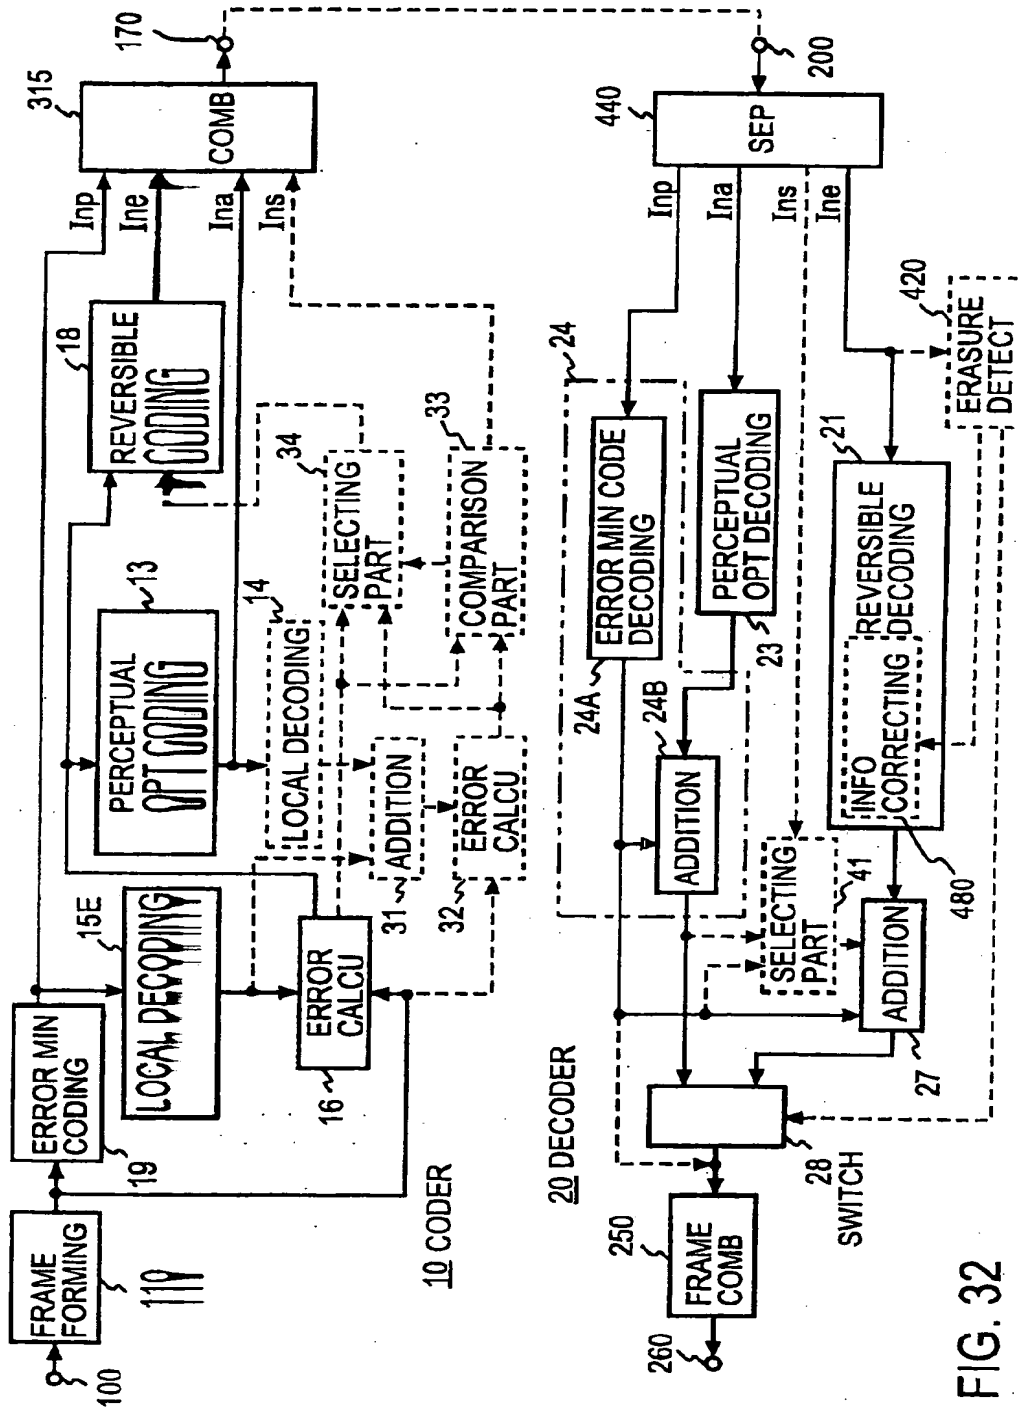 100
FRAME
FORMING
110
ERROR MIN
CODING
19
LOCAL DECODING
15E
ERROR
CALCU
16
PERCEPTUAL
OPT CODING
13
LOCAL DECODING
14
ADDITION
31
ERROR
CALCU
32
REVERSIBLE
CODING
18
SELECTING
PART
34
COMPARISON
PART
33
Inp
Ine
Ina
Ins
COMB
315
170
10 CODER
20 DECODER
200
SEP
440
Inp
Ina
Ins
Ine
24
ERROR MIN CODE
DECODING
24A
PERCEPTUAL
OPT DECODING
23
ADDITION
24B
ERASURE
DETECT
420
REVERSIBLE
DECODING
21
INFO
CORRECTING
480
SELECTING
PART
41
ADDITION
27
28
SWITCH
FRAME
COMB
250
260
FIG. 32